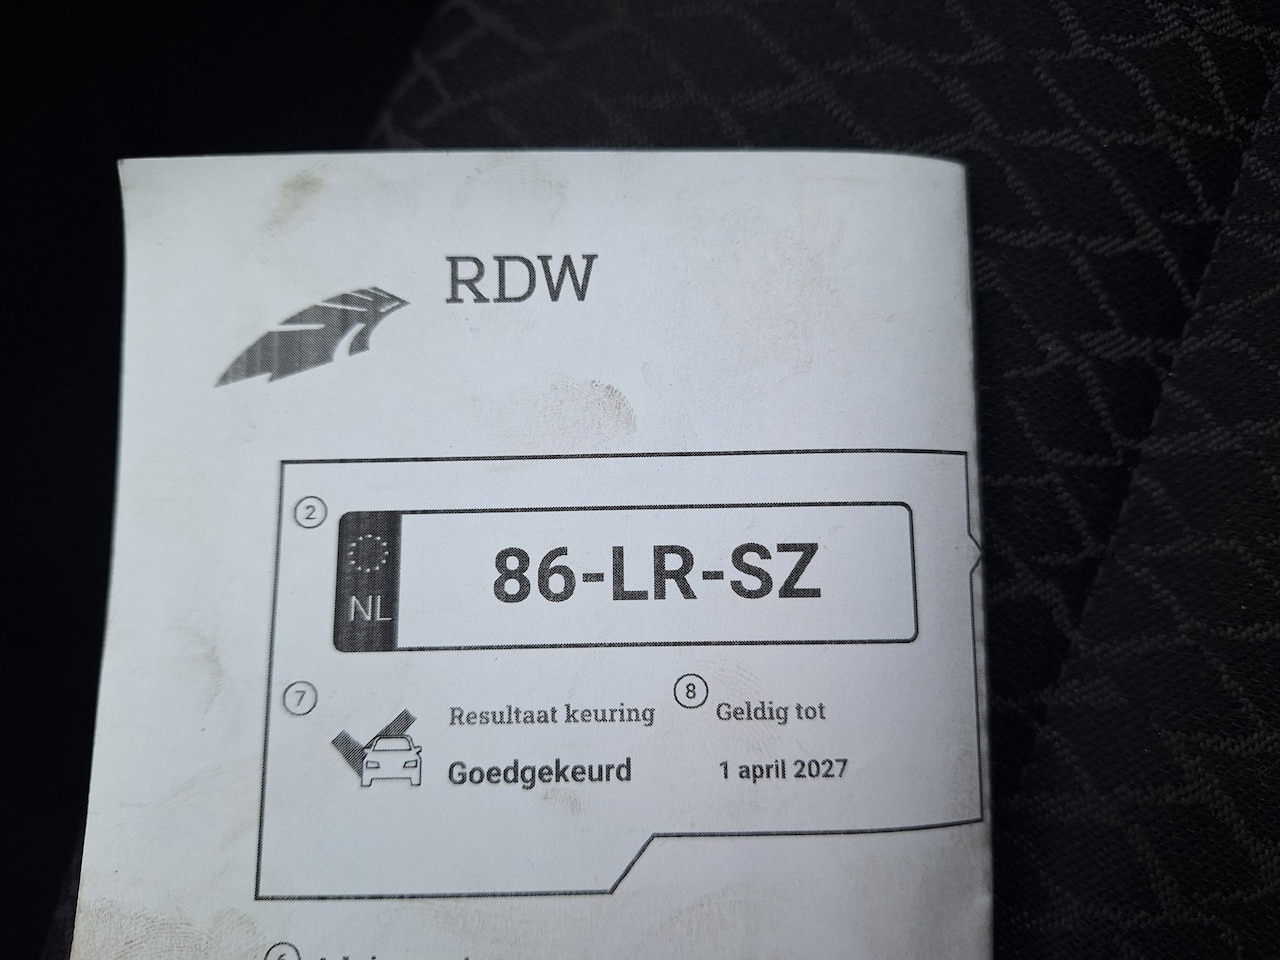 RDW
2
NL
86-LR-SZ
7
Resultaat keuring
8
Geldig tot
Goedgekeurd
1 april 2027